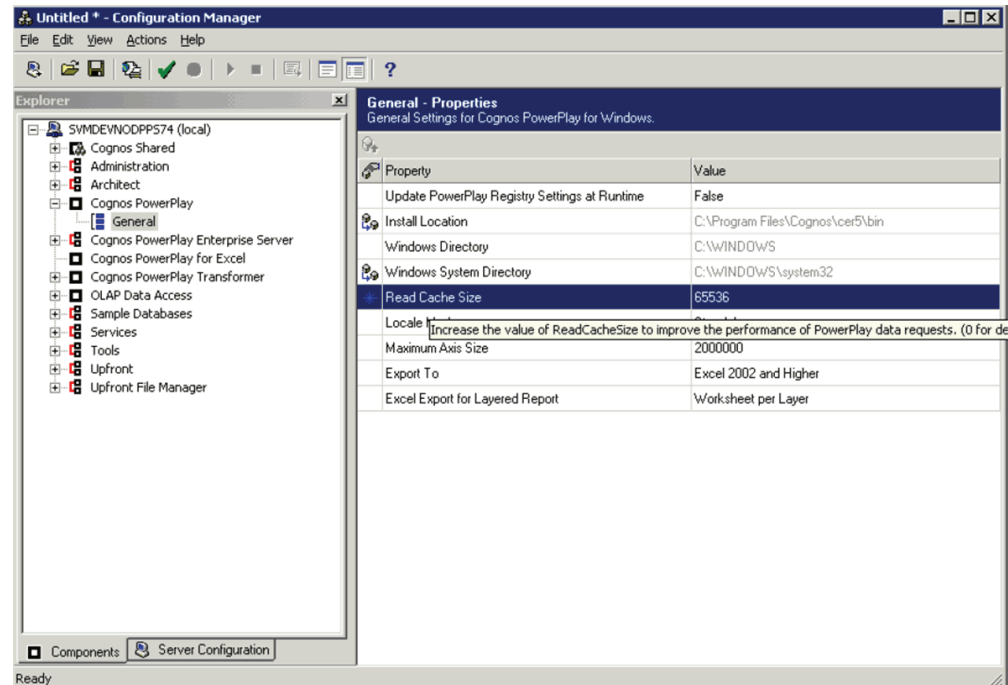 Untitled * - Configuration Manager
File Edit View Actions Help
Explorer
SVMDEVNODPPS74 (local)
Cognos Shared
Administration
Architect
Cognos PowerPlay
General
Cognos PowerPlay Enterprise Server
Cognos PowerPlay for Excel
Cognos PowerPlay Transformer
OLAP Data Access
Sample Databases
Services
Tools
Upfront
Upfront File Manager
Components Server Configuration
General - Properties
General Settings for Cognos PowerPlay for Windows.
Property Value
Update PowerPlay Registry Settings at Runtime False
Install Location C:\Program Files\Cognos\cer5\bin
Windows Directory C:\WINDOWS
Windows System Directory C:\WINDOWS\system32
Read Cache Size 65536
Locale
Increase the value of ReadCacheSize to improve the performance of PowerPlay data requests. (0 for de
Maximum Axis Size 2000000
Export To Excel 2002 and Higher
Excel Export for Layered Report Worksheet per Layer
Ready